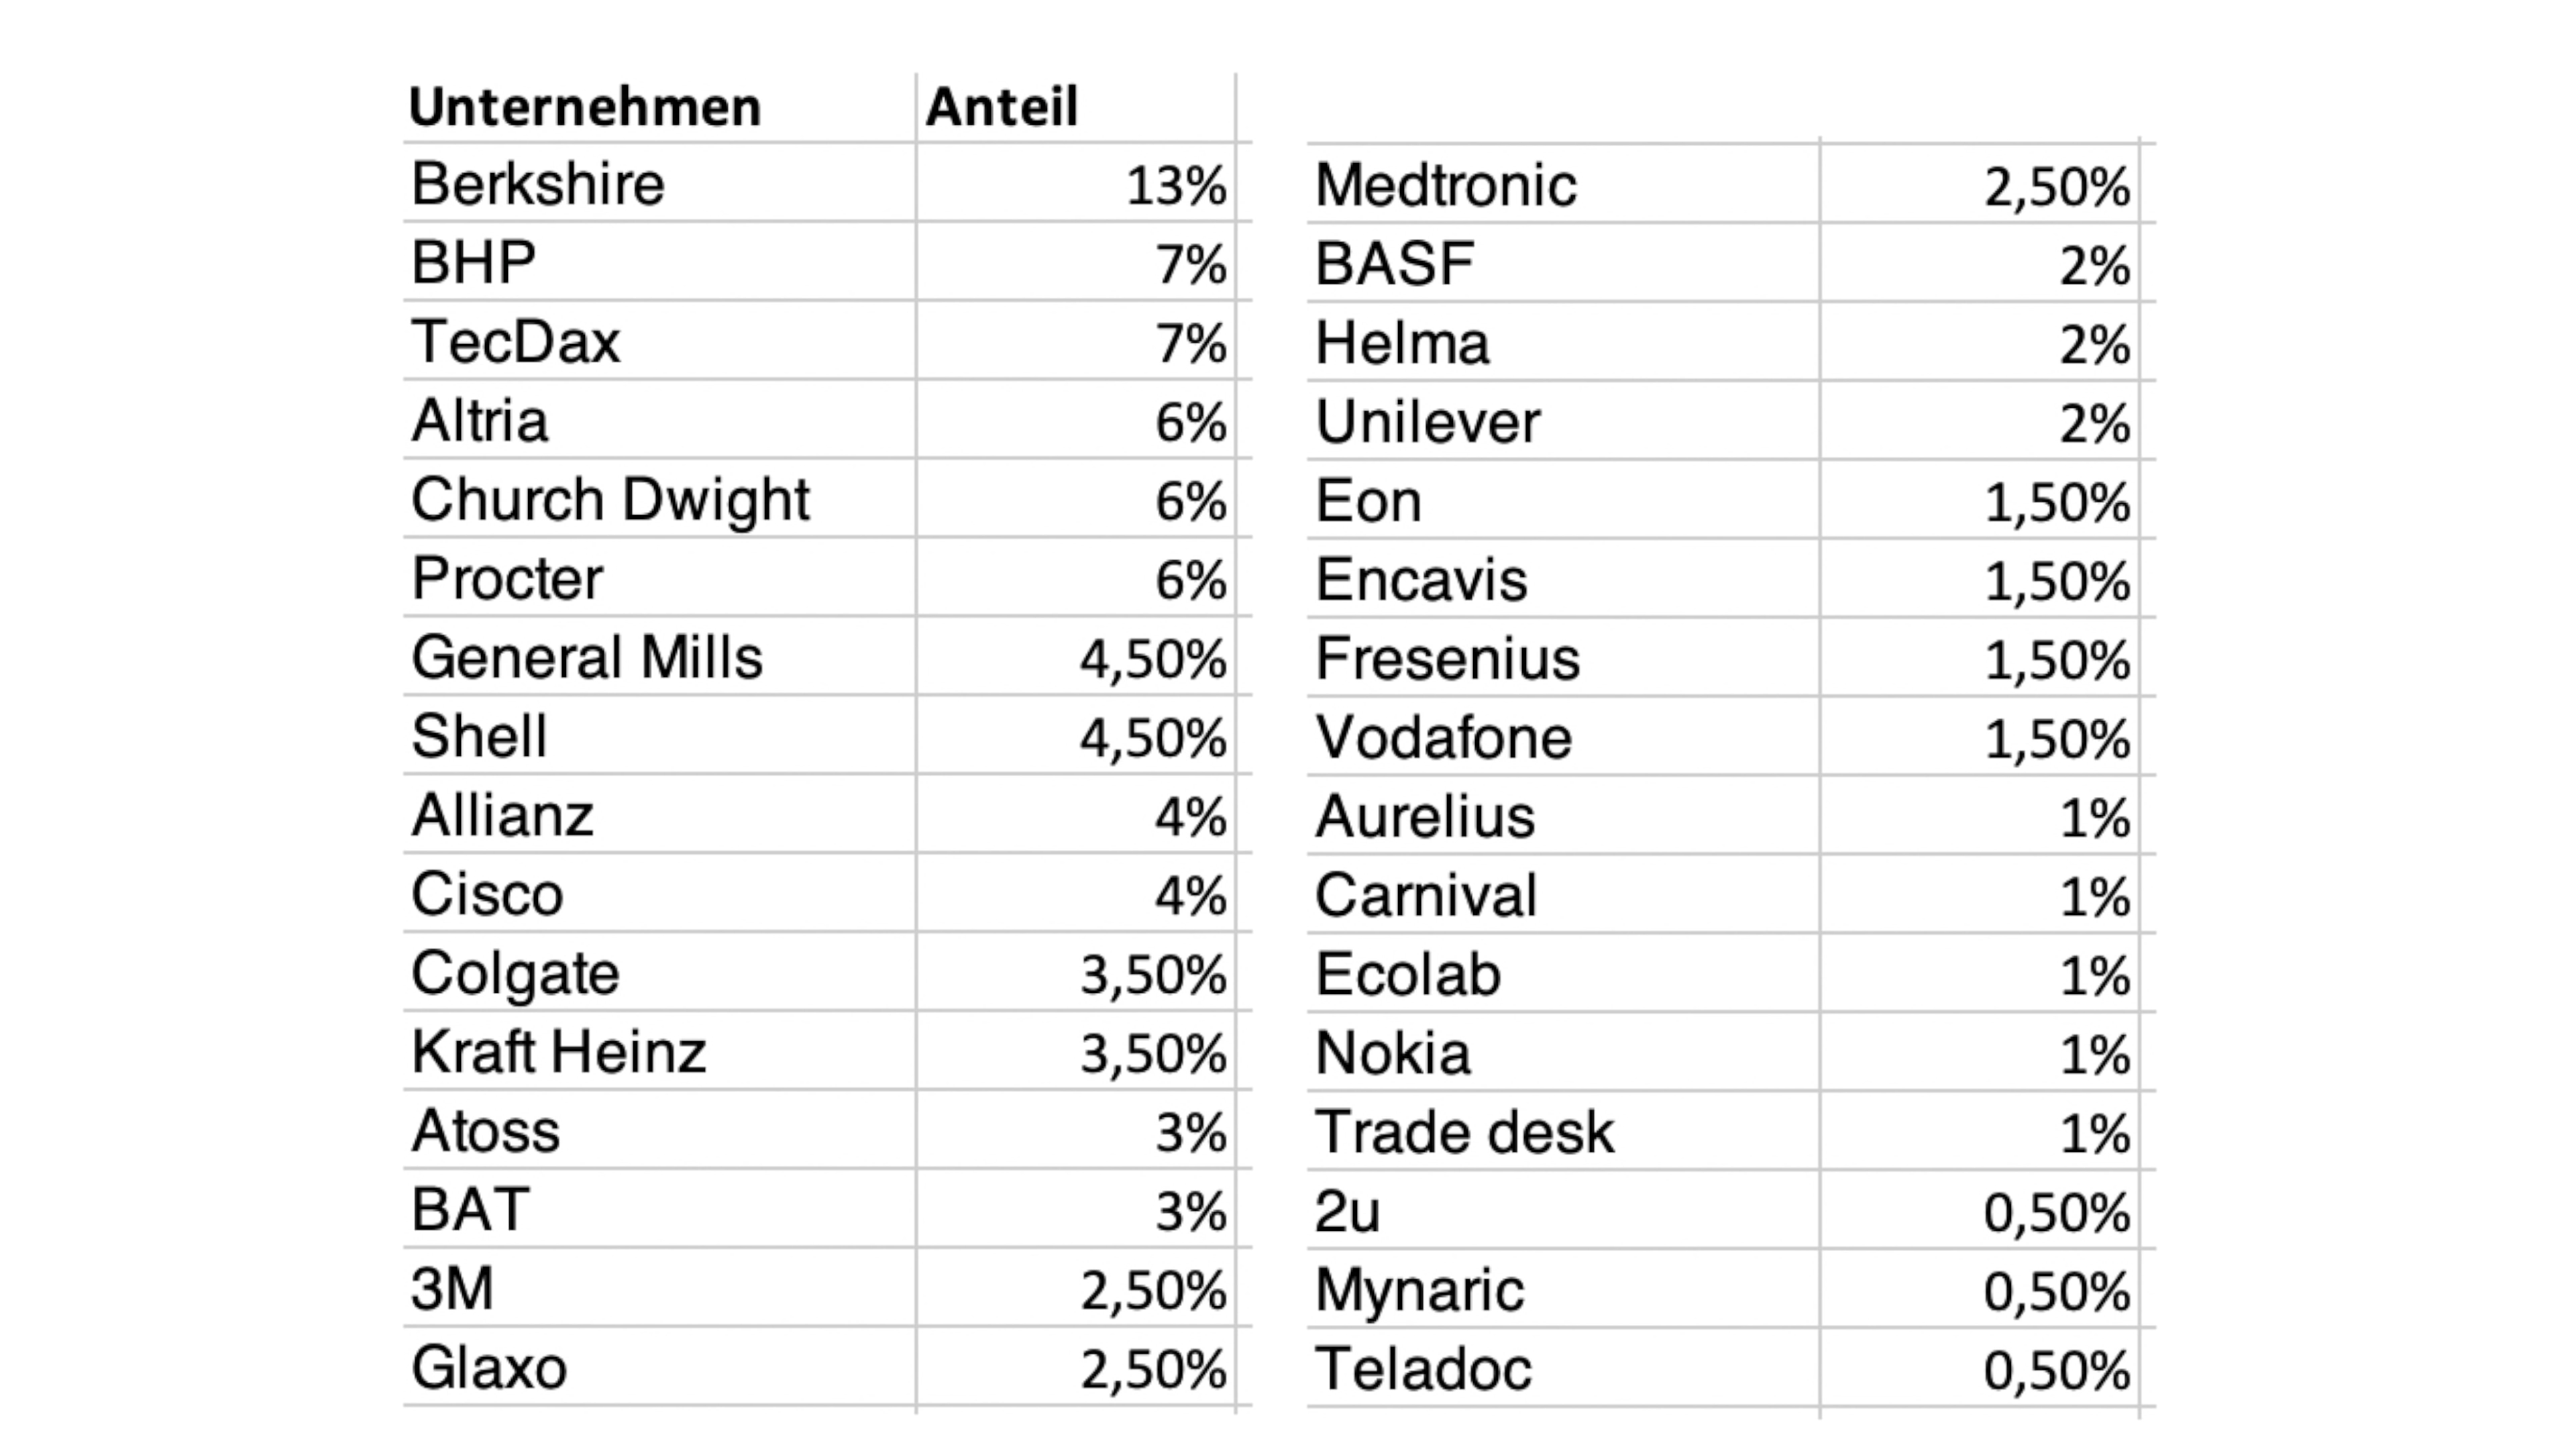 Unternehmen Anteil
Berkshire 13%
BHP 7%
TecDax 7%
Altria 6%
Church Dwight 6%
Procter 6%
General Mills 4,50%
Shell 4,50%
Allianz 4%
Cisco 4%
Colgate 3,50%
Kraft Heinz 3,50%
Atoss 3%
BAT 3%
3M 2,50%
Glaxo 2,50%
Medtronic 2,50%
BASF 2%
Helma 2%
Unilever 2%
Eon 1,50%
Encavis 1,50%
Fresenius 1,50%
Vodafone 1,50%
Aurelius 1%
Carnival 1%
Ecolab 1%
Nokia 1%
Trade desk 1%
2u 0,50%
Mynaric 0,50%
Teladoc 0,50%